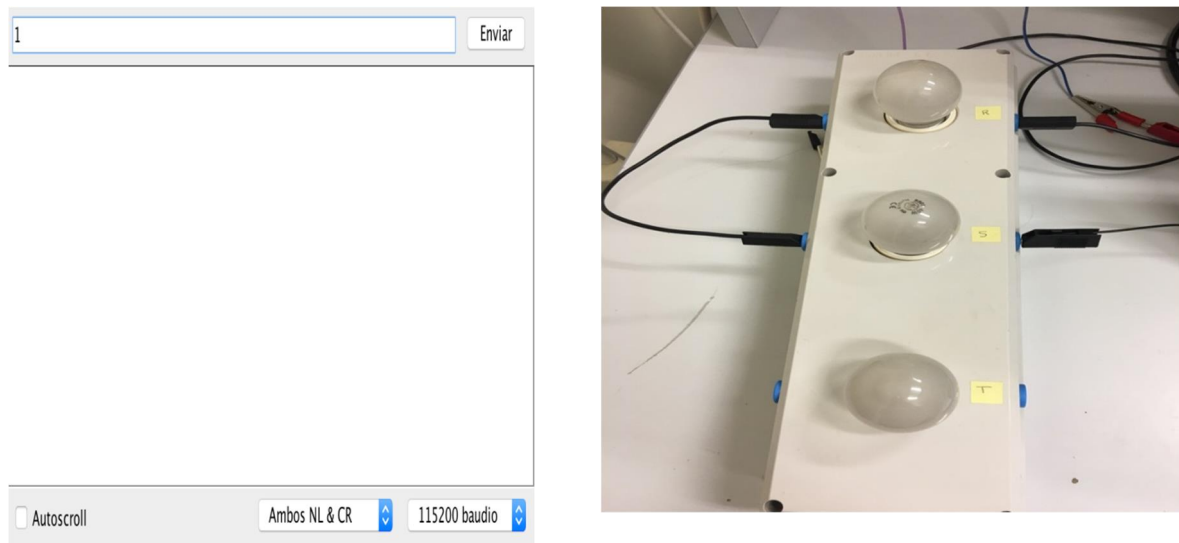 1
Enviar
Autoscroll
Ambos NL & CR
115200 baudio
R
S
T